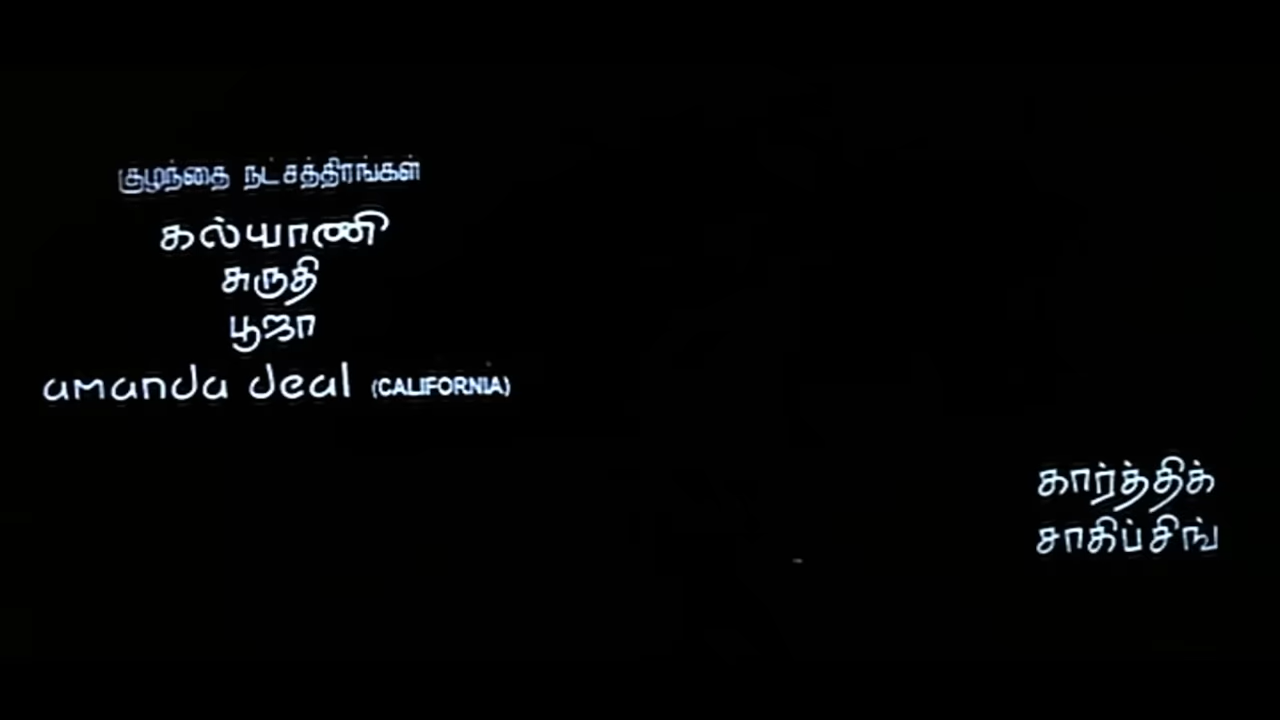 குழந்தை நட்சத்திரங்கள்
கல்யாணி
சுருதி
பூஜா
amanda deal (CALIFORNIA)
கார்த்திக்
சாகிப்சிங்